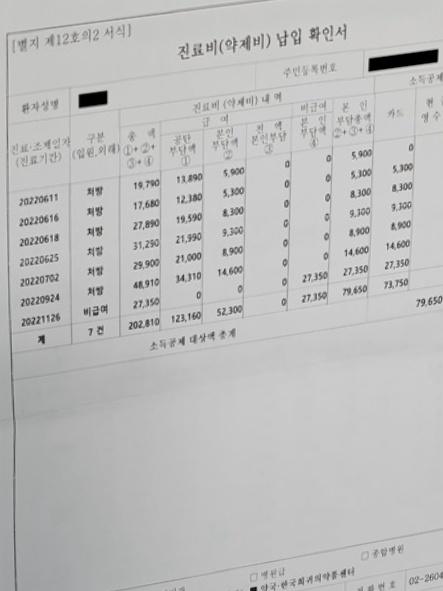 [별지 제12호의2 서식]
진료비(약제비) 납입 확인서
환자성명 주민등록번호
진료·조제일자 (진료기간) 구분 (입원,외래) 진료비 (약제비) 내 역 소득공제
급 여 비급여 본 인 부담총액 ②+③+④ 카드 현 영수
총 액 ①+②+③+④ 공단 부담액 ① 본인 부담액 ② 전 액 본인부담 ③ 본 인 부담액 ④
20220611 처방 19,790 13,890 5,900 0 0 5,900 0
20220616 처방 17,680 12,380 5,300 0 0 5,300 5,300
20220618 처방 27,890 19,590 8,300 0 0 8,300 8,300
20220625 처방 31,290 21,990 9,300 0 0 9,300 9,300
20220702 처방 29,900 21,000 8,900 0 0 8,900 8,900
20220924 처방 48,910 34,310 14,600 0 0 14,600 14,600
20221126 비급여 27,350 0 0 0 27,350 27,350 27,350
계 7 건 202,810 123,160 52,300 0 27,350 79,650 73,750
소득공제 대상액 총계 79,650
□ 병원급 □ 종합병원
■ 약국·한국희귀의약품센터
전 화 번 호 02-2604